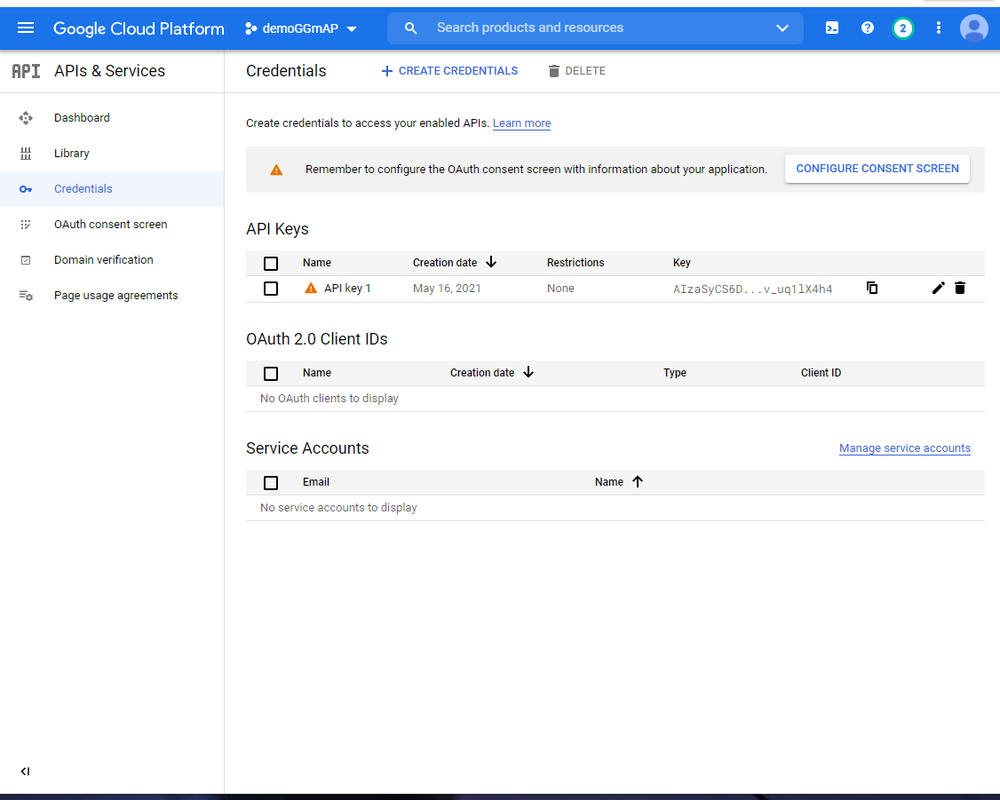 Google Cloud Platform demoGGmAP Search products and resources 2
API APIs & Services
Dashboard
Library
Credentials
OAuth consent screen
Domain verification
Page usage agreements
Credentials CREATE CREDENTIALS DELETE
Create credentials to access your enabled APIs. Learn more
Remember to configure the OAuth consent screen with information about your application. CONFIGURE CONSENT SCREEN
API Keys
Name Creation date Restrictions Key
API key 1 May 16, 2021 None AIzaSyCS6D...v_uq1lX4h4
OAuth 2.0 Client IDs
Name Creation date Type Client ID
No OAuth clients to display
Service Accounts Manage service accounts
Email Name
No service accounts to display